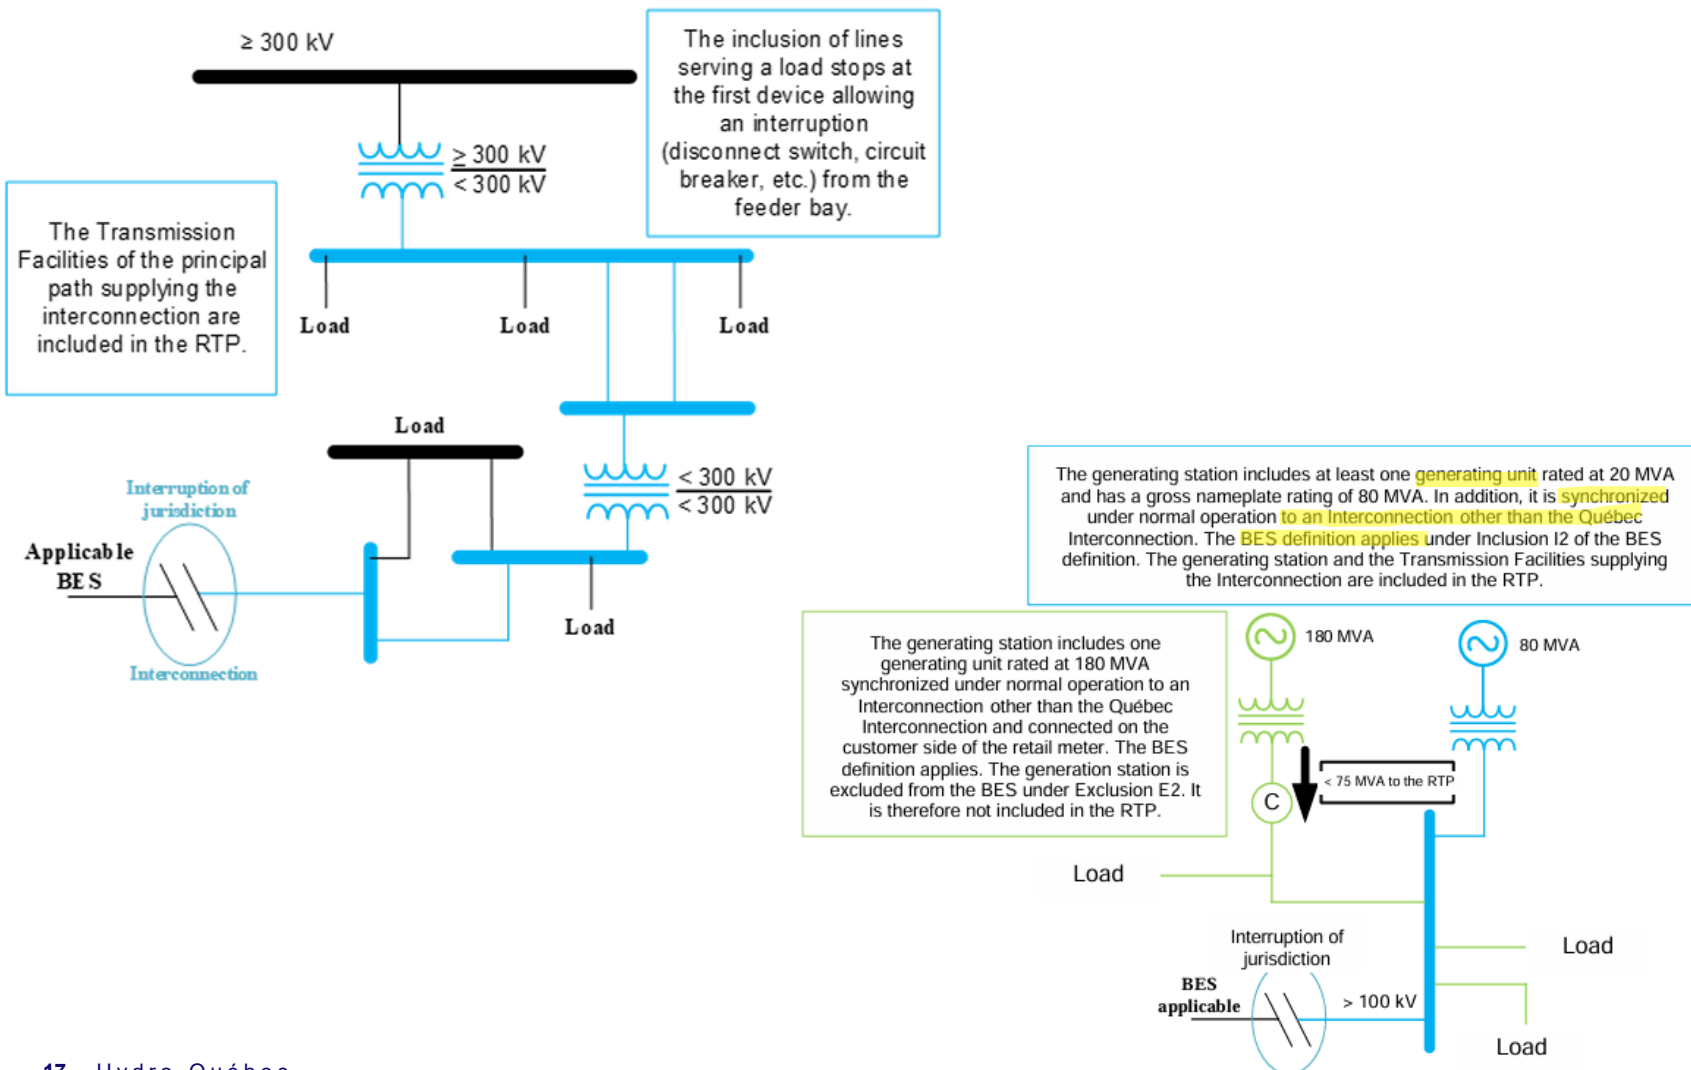 ≥ 300 kV
The inclusion of lines
serving a load stops at
the first device allowing
an interruption
(disconnect switch, circuit
breaker, etc.) from the
feeder bay.
≥ 300 kV
< 300 kV
The Transmission
Facilities of the principal
path supplying the
interconnection are
included in the RTP.
Load
Load
Load
Load
< 300 kV
< 300 kV
Interruption of
jurisdiction
Applicable
BES
Load
Interconnection
The generating station includes at least one generating unit rated at 20 MVA
and has a gross nameplate rating of 80 MVA. In addition, it is synchronized
under normal operation to an Interconnection other than the Québec
Interconnection. The BES definition applies under Inclusion I2 of the BES
definition. The generating station and the Transmission Facilities supplying
the Interconnection are included in the RTP.
The generating station includes one
generating unit rated at 180 MVA
synchronized under normal operation to an
Interconnection other than the Québec
Interconnection and connected on the
customer side of the retail meter. The BES
definition applies. The generation station is
excluded from the BES under Exclusion E2. It
is therefore not included in the RTP.
180 MVA
80 MVA
< 75 MVA to the RTP
C
Load
Interruption of
jurisdiction
Load
BES
applicable
> 100 kV
Load
17 Hydro-Québec